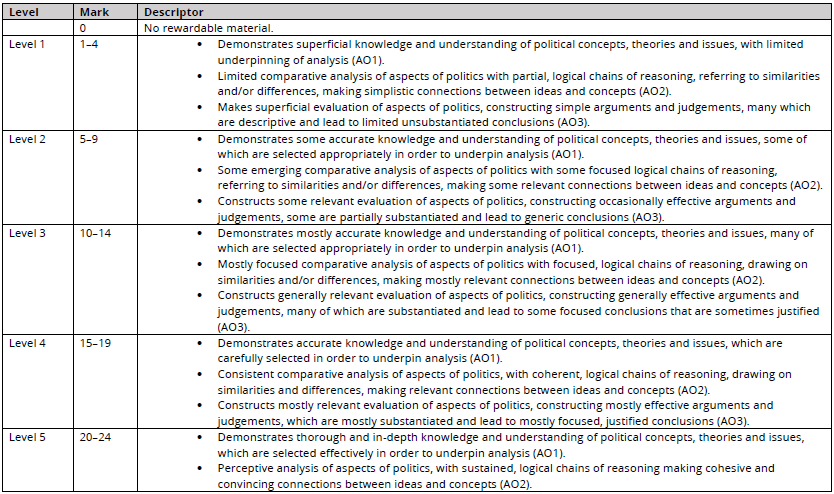 Level Mark Descriptor
0 No rewardable material.
Level 1 1–4 • Demonstrates superficial knowledge and understanding of political concepts, theories and issues, with limited
underpinning of analysis (AO1).
• Limited comparative analysis of aspects of politics with partial, logical chains of reasoning, referring to similarities
and/or differences, making simplistic connections between ideas and concepts (AO2).
• Makes superficial evaluation of aspects of politics, constructing simple arguments and judgements, many which
are descriptive and lead to limited unsubstantiated conclusions (AO3).
Level 2 5–9 • Demonstrates some accurate knowledge and understanding of political concepts, theories and issues, some of
which are selected appropriately in order to underpin analysis (AO1).
• Some emerging comparative analysis of aspects of politics with some focused logical chains of reasoning,
referring to similarities and/or differences, making some relevant connections between ideas and concepts (AO2).
• Constructs some relevant evaluation of aspects of politics, constructing occasionally effective arguments and
judgements, some are partially substantiated and lead to generic conclusions (AO3).
Level 3 10–14 • Demonstrates mostly accurate knowledge and understanding of political concepts, theories and issues, many of
which are selected appropriately in order to underpin analysis (AO1).
• Mostly focused comparative analysis of aspects of politics with focused, logical chains of reasoning, drawing on
similarities and/or differences, making mostly relevant connections between ideas and concepts (AO2).
• Constructs generally relevant evaluation of aspects of politics, constructing generally effective arguments and
judgements, many of which are substantiated and lead to some focused conclusions that are sometimes justified
(AO3).
Level 4 15–19 • Demonstrates accurate knowledge and understanding of political concepts, theories and issues, which are
carefully selected in order to underpin analysis (AO1).
• Consistent comparative analysis of aspects of politics, with coherent, logical chains of reasoning, drawing on
similarities and differences, making relevant connections between ideas and concepts (AO2).
• Constructs mostly relevant evaluation of aspects of politics, constructing mostly effective arguments and
judgements, which are mostly substantiated and lead to mostly focused, justified conclusions (AO3).
Level 5 20–24 • Demonstrates thorough and in-depth knowledge and understanding of political concepts, theories and issues,
which are selected effectively in order to underpin analysis (AO1).
• Perceptive analysis of aspects of politics, with sustained, logical chains of reasoning making cohesive and
convincing connections between ideas and concepts (AO2).